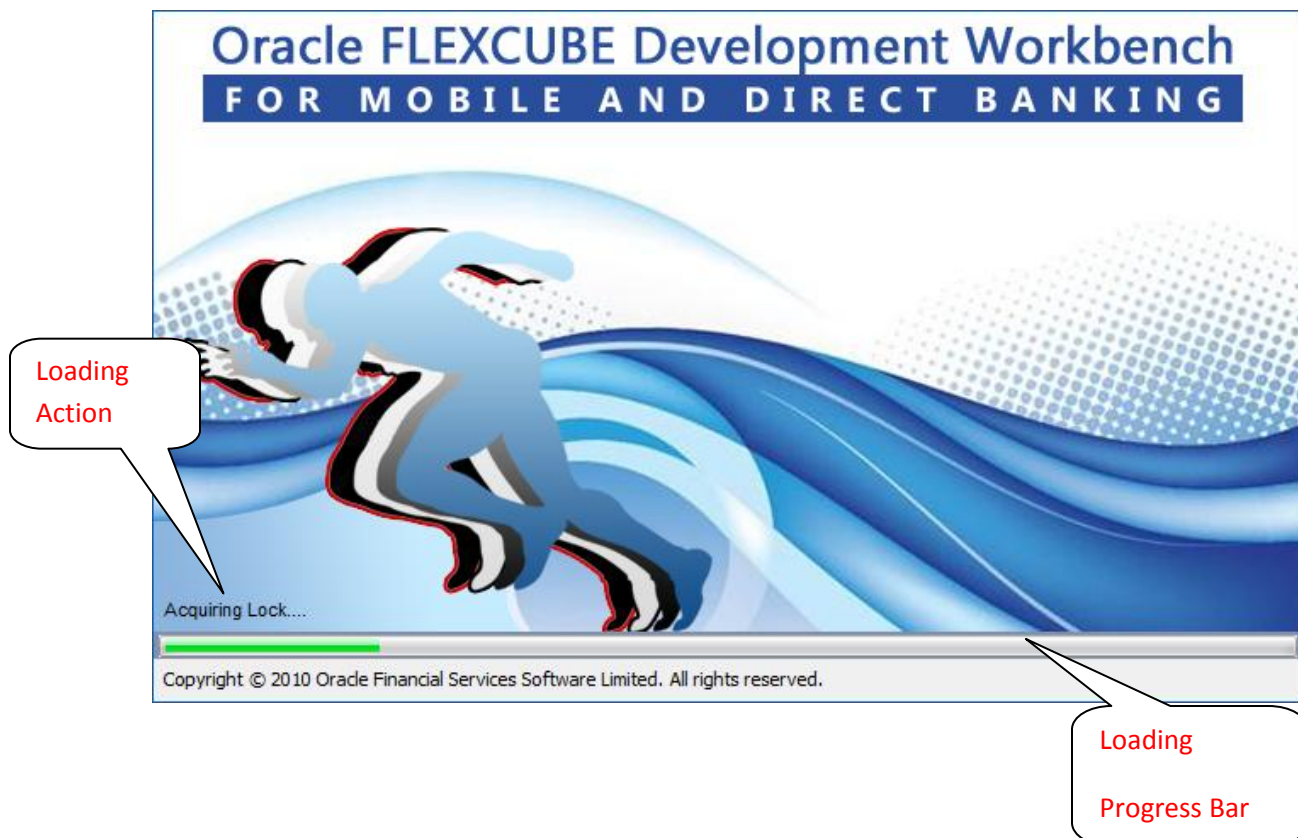 Oracle FLEXCUBE Development Workbench
FOR MOBILE AND DIRECT BANKING
Loading
Action
Acquiring Lock....
Copyright © 2010 Oracle Financial Services Software Limited. All rights reserved.
Loading
Progress Bar